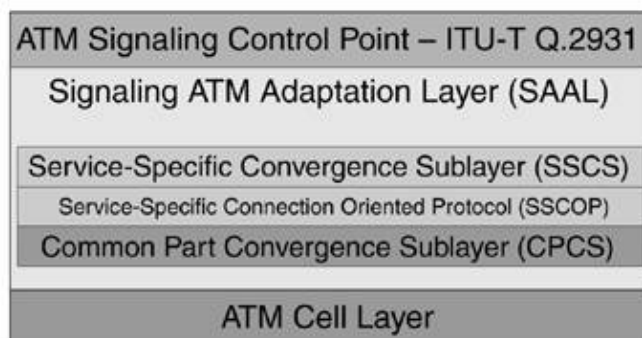 ATM Signaling Control Point – ITU-T Q.2931
Signaling ATM Adaptation Layer (SAAL)
Service-Specific Convergence Sublayer (SSCS)
Service-Specific Connection Oriented Protocol (SSCOP)
Common Part Convergence Sublayer (CPCS)
ATM Cell Layer